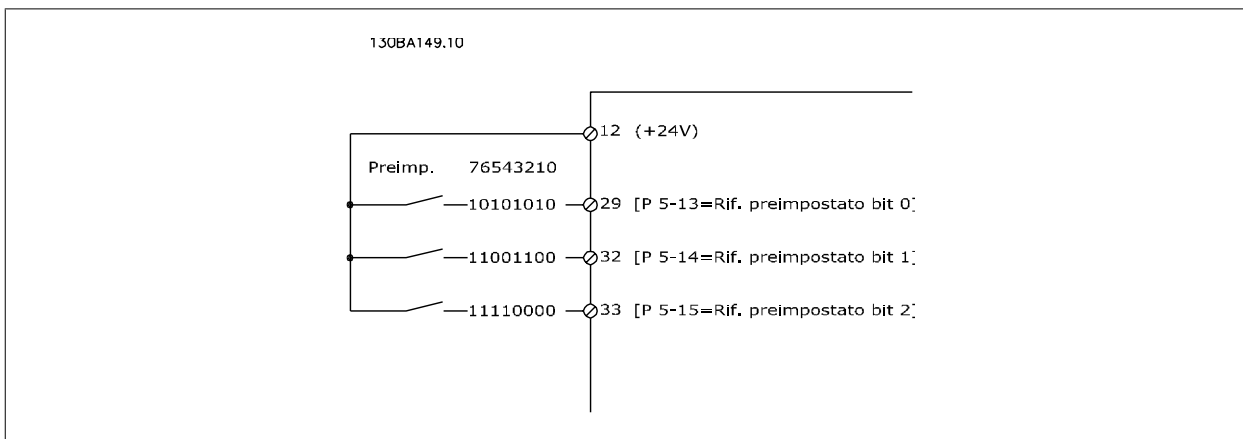 130BA149.10
12 (+24V)
Preimp. 76543210
10101010 29 [P 5-13=Rif. preimpostato bit 0]
11001100 32 [P 5-14=Rif. preimpostato bit 1]
11110000 33 [P 5-15=Rif. preimpostato bit 2]